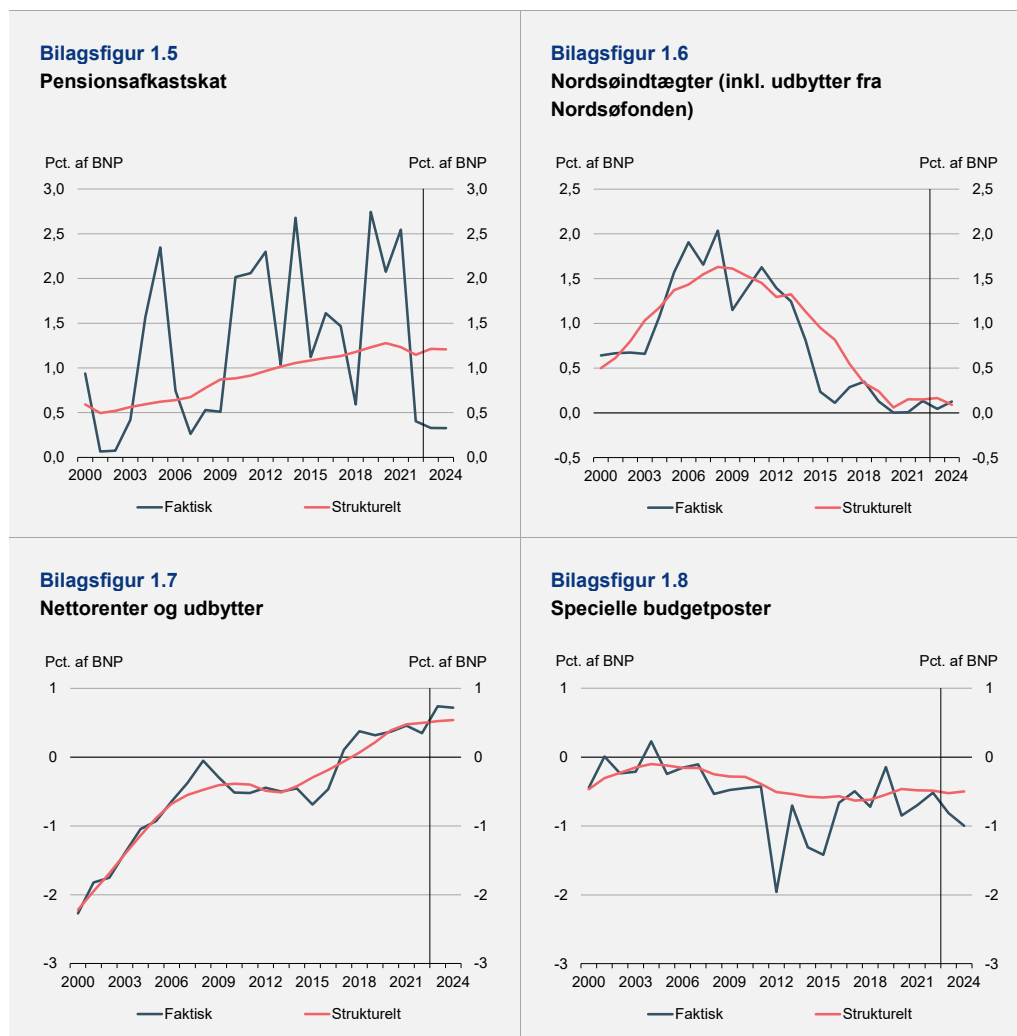 Bilagsfigur 1.5
Pensionsafkastskat
Pct. af BNP Pct. af BNP
3,0 3,0
2,5 2,5
2,0 2,0
1,5 1,5
1,0 1,0
0,5 0,5
0,0 0,0
2000 2003 2006 2009 2012 2015 2018 2021 2024
Faktisk Strukturelt
Bilagsfigur 1.6
Nordsøindtægter (inkl. udbytter fra
Nordsøfonden)
Pct. af BNP Pct. af BNP
2,5 2,5
2,0 2,0
1,5 1,5
1,0 1,0
0,5 0,5
0,0 0,0
-0,5 -0,5
2000 2003 2006 2009 2012 2015 2018 2021 2024
Faktisk Strukturelt
Bilagsfigur 1.7
Nettorenter og udbytter
Pct. af BNP Pct. af BNP
1 1
0 0
-1 -1
-2 -2
-3 -3
2000 2003 2006 2009 2012 2015 2018 2021 2024
Faktisk Strukturelt
Bilagsfigur 1.8
Specielle budgetposter
Pct. af BNP Pct. af BNP
1 1
0 0
-1 -1
-2 -2
-3 -3
2000 2003 2006 2009 2012 2015 2018 2021 2024
Faktisk Strukturelt